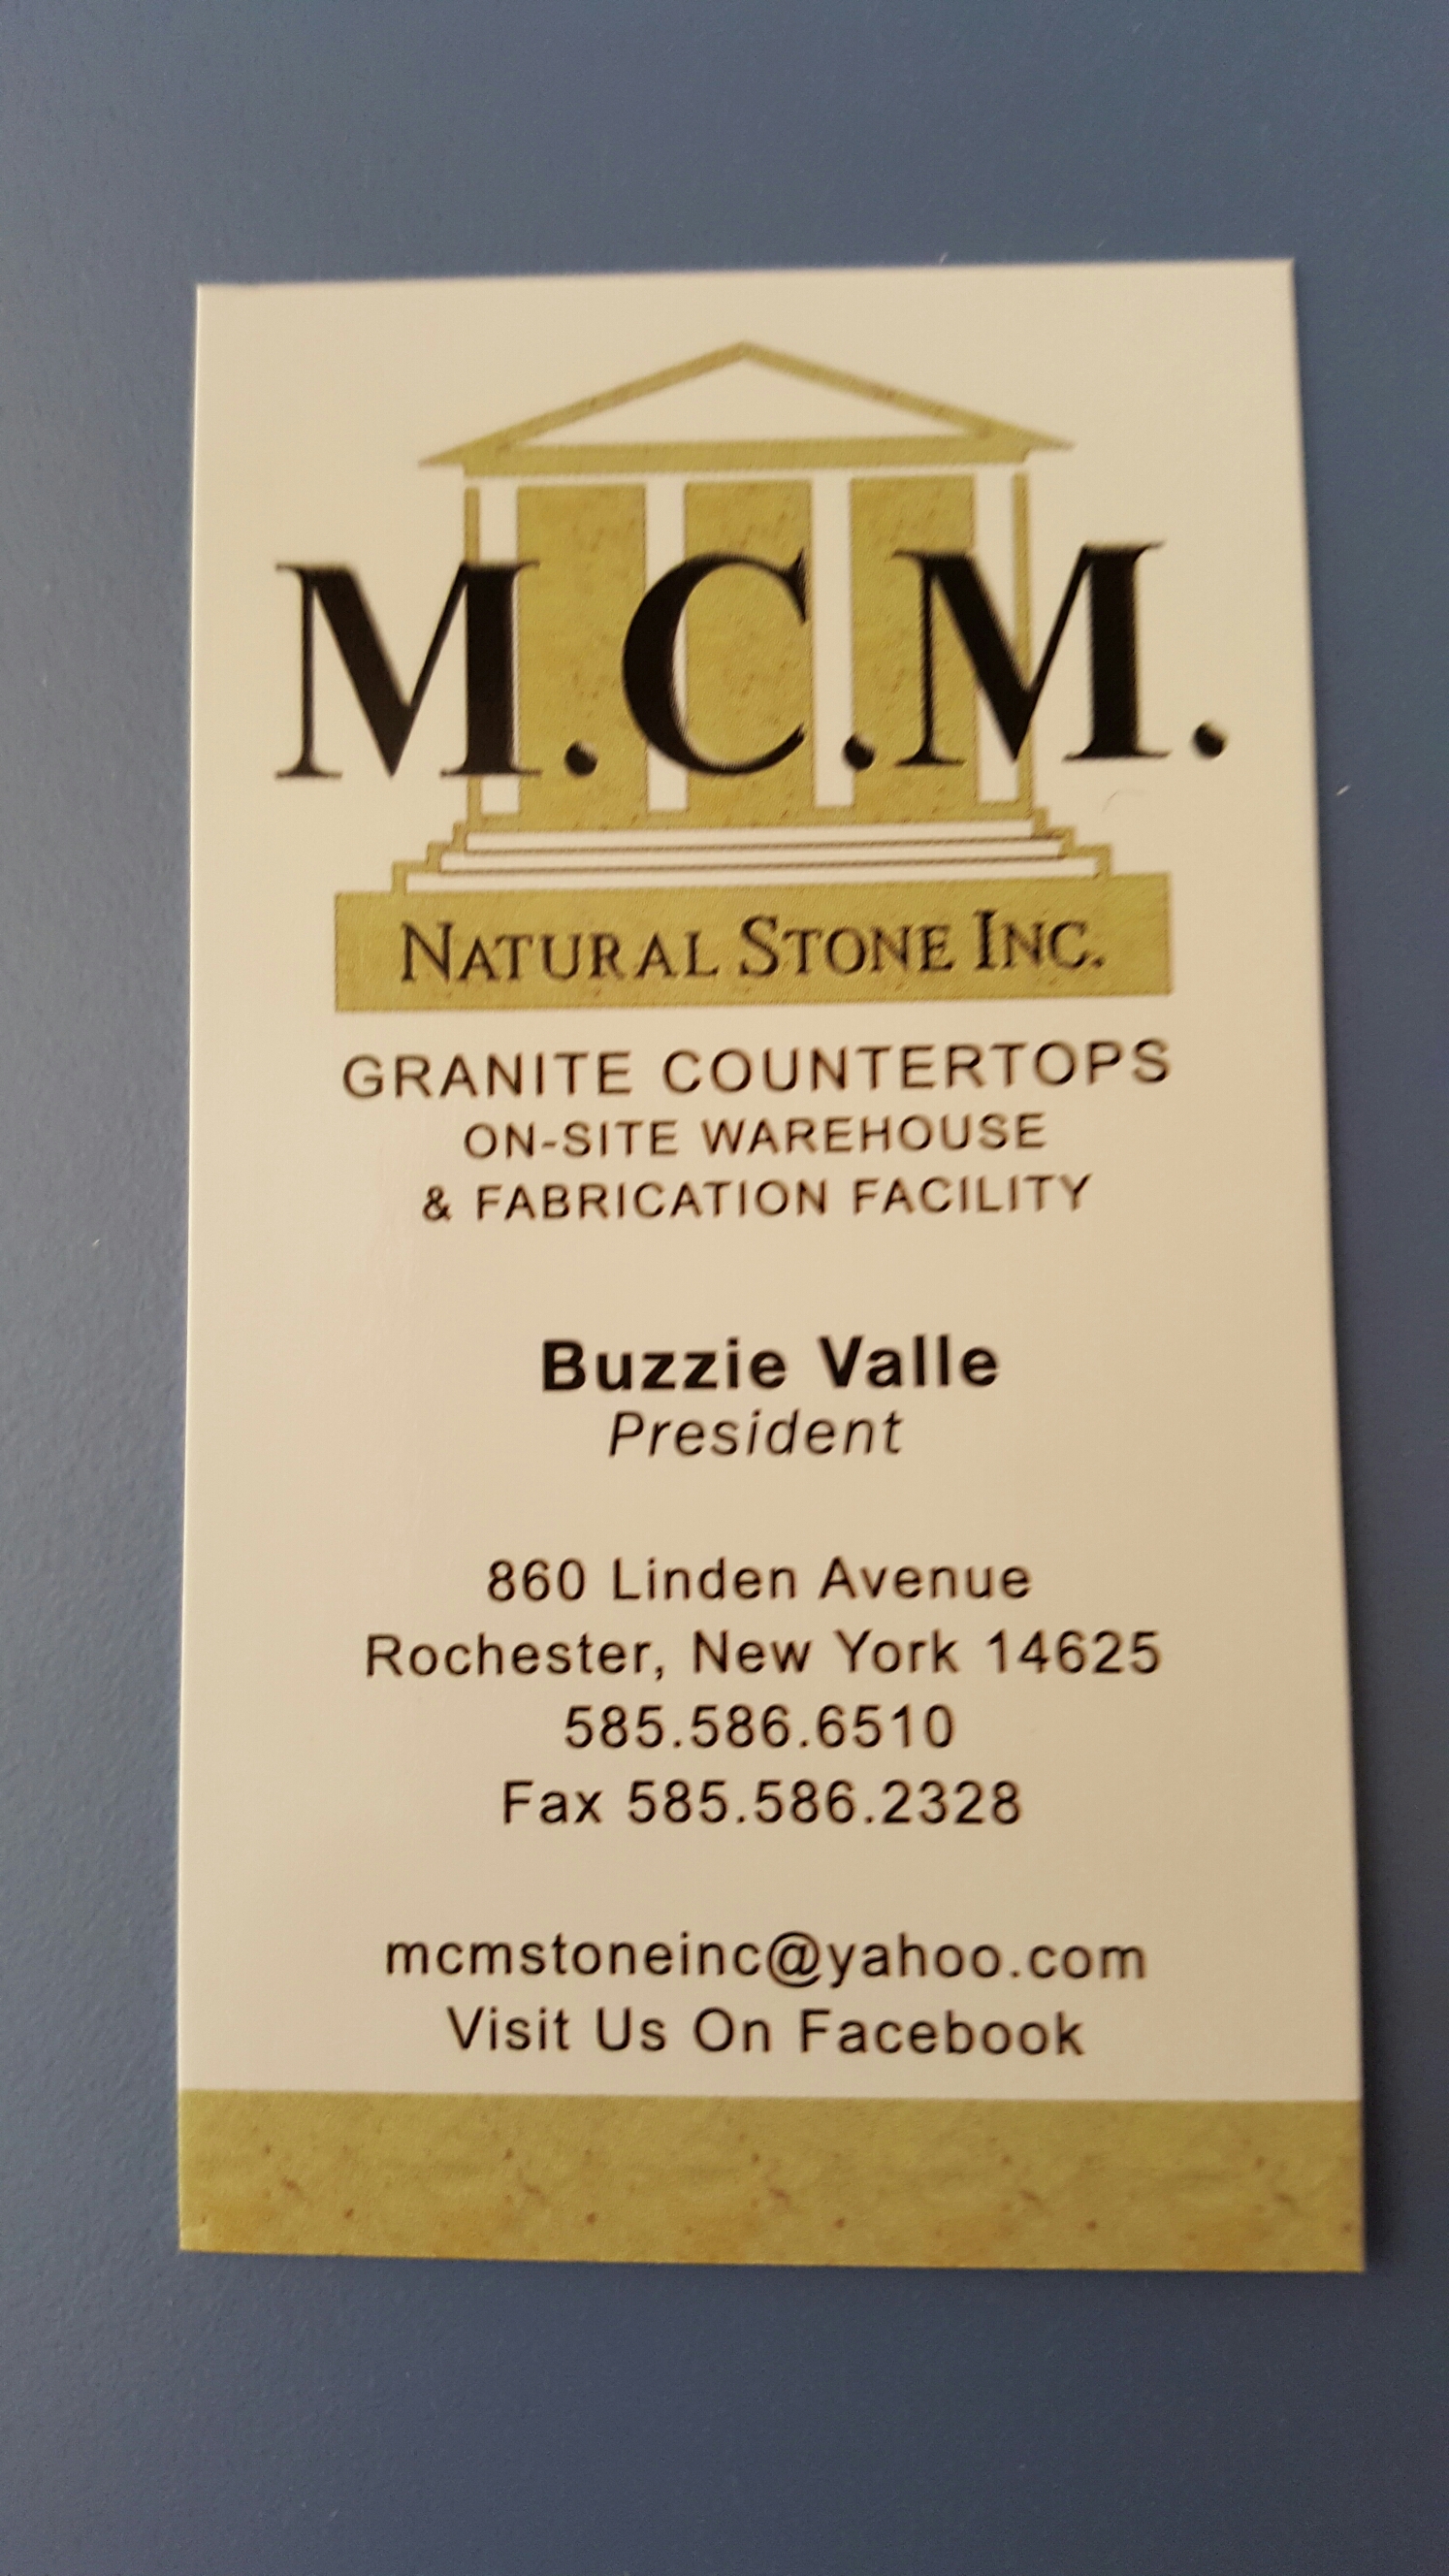 M.C.M.
NATURAL STONE INC.
GRANITE COUNTERTOPS
ON-SITE WAREHOUSE
& FABRICATION FACILITY
Buzzie Valle
President
860 Linden Avenue
Rochester, New York 14625
585.586.6510
Fax 585.586.2328
mcmstoneinc@yahoo.com
Visit Us On Facebook